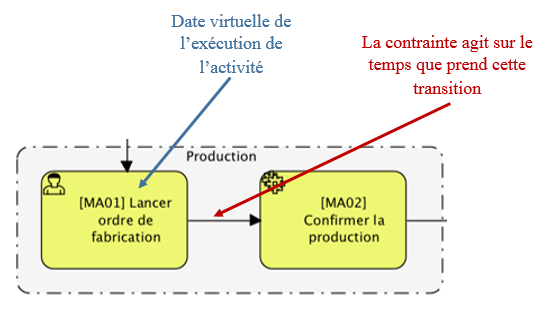 Date virtuelle de
l’exécution de
l’activité
La contrainte agit sur le
temps que prend cette
transition
Production
[MA01] Lancer
ordre de
fabrication
[MA02]
Confirmer la
production